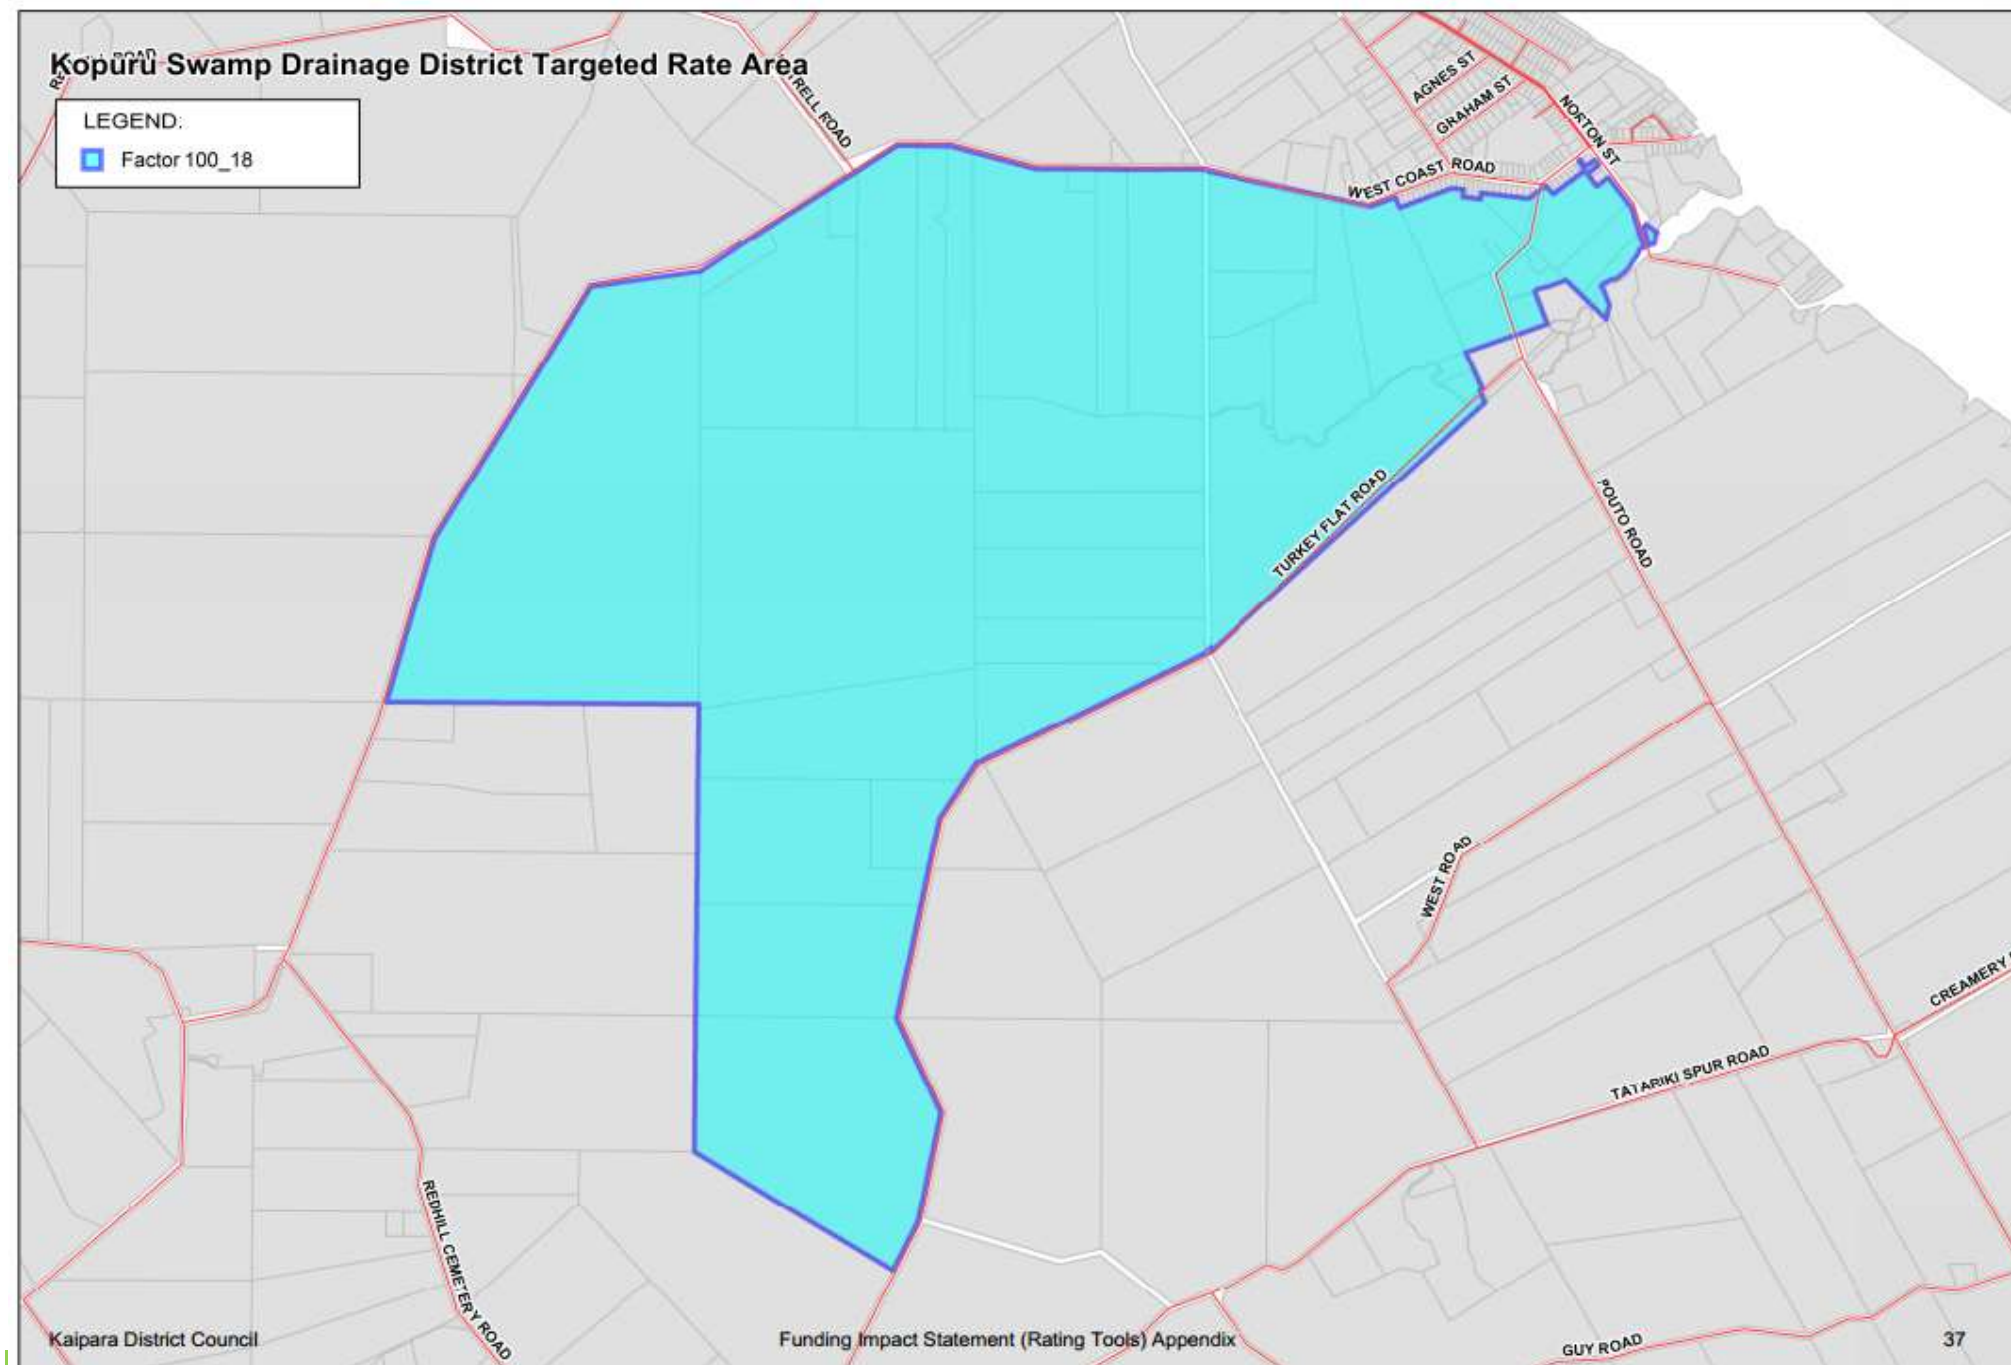 Kopuru Swamp Drainage District Targeted Rate Area
LEGEND:
Factor 100_18
ROAD
AGNES ST
GRAHAM ST
NORTON ST
WEST COAST ROAD
TURKEY FLAT ROAD
POUTO ROAD
WEST ROAD
CREAMERY
TATARIKI SPUR ROAD
REDHILL CEMETERY ROAD
GUY ROAD
Kaipara District Council
Funding Impact Statement (Rating Tools) Appendix
37